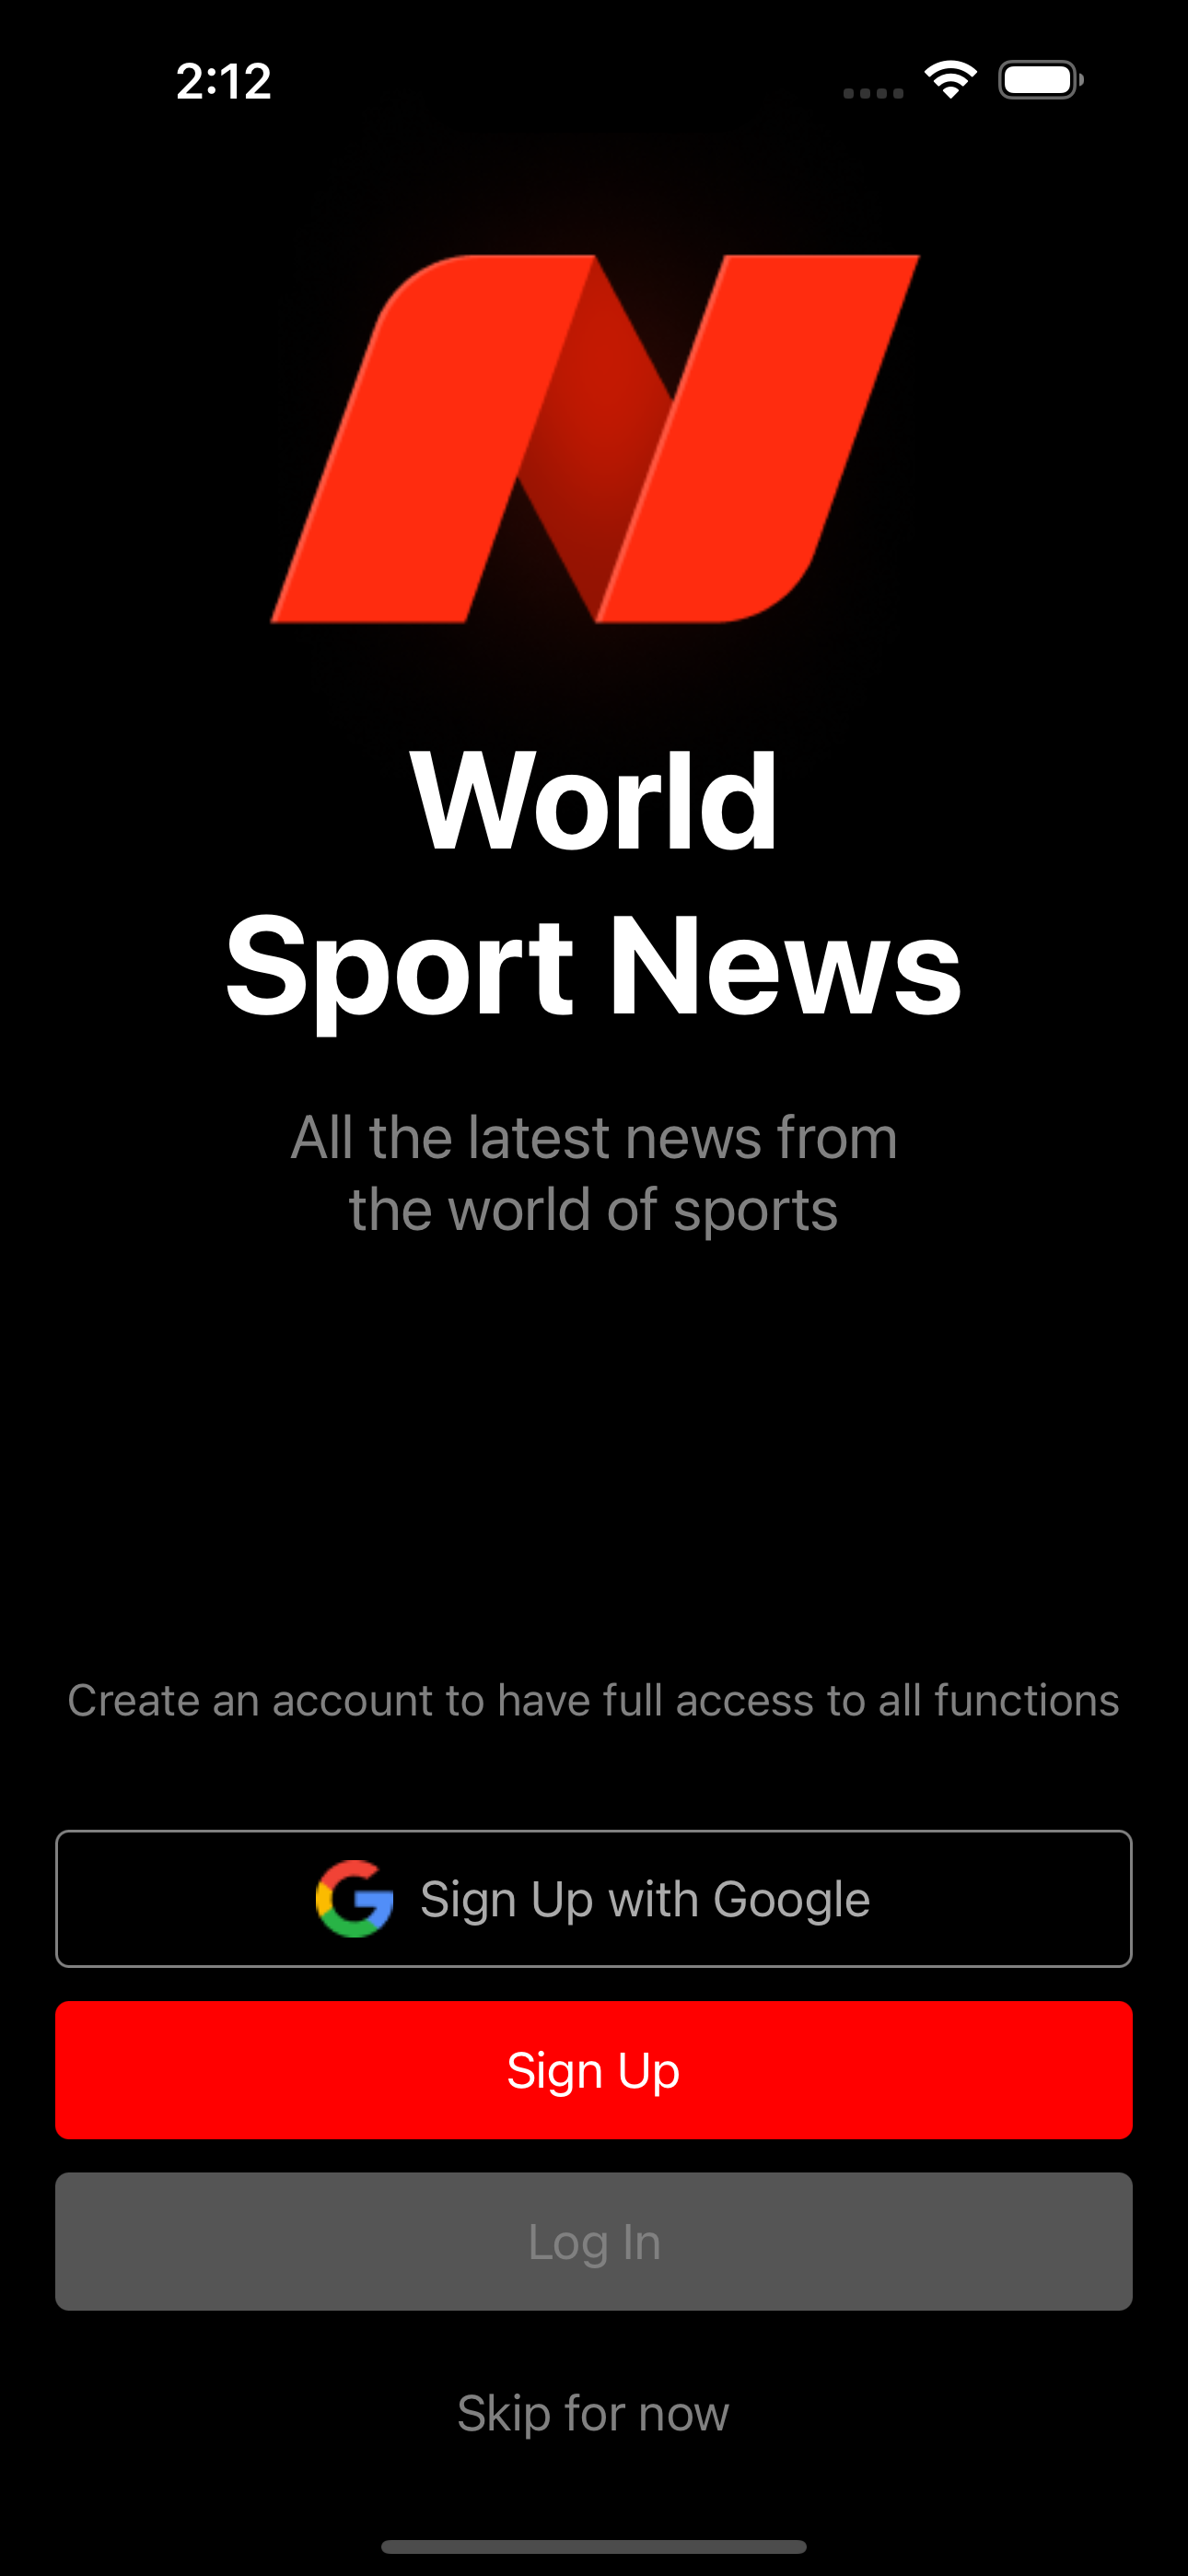 2:12
World
Sport News
All the latest news from
the world of sports
Create an account to have full access to all functions
Sign Up with Google
Sign Up
Log In
Skip for now